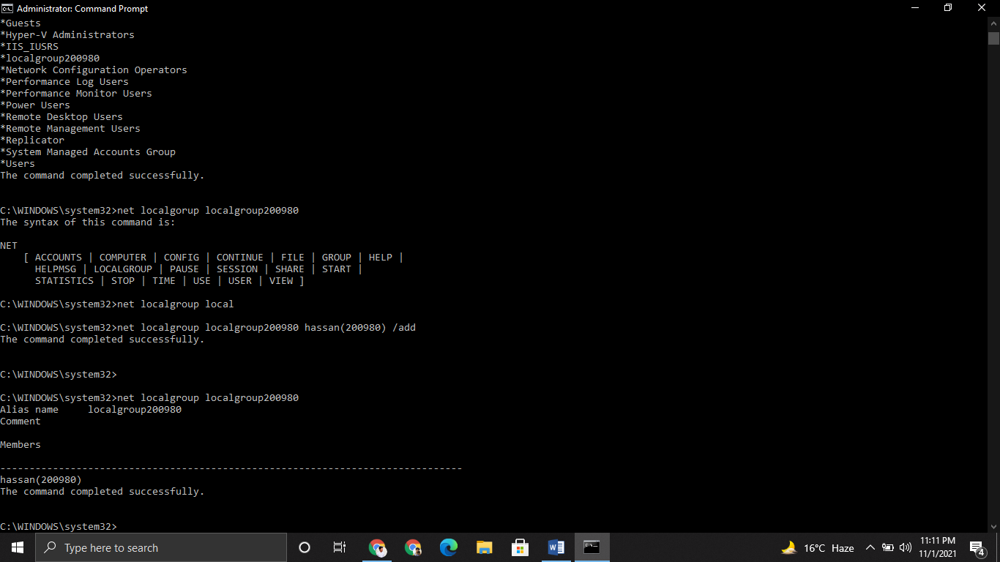 Administrator: Command Prompt
*Guests
*Hyper-V Administrators
*IIS_IUSRS
*localgroup200980
*Network Configuration Operators
*Performance Log Users
*Performance Monitor Users
*Power Users
*Remote Desktop Users
*Remote Management Users
*Replicator
*System Managed Accounts Group
*Users
The command completed successfully.
C:\WINDOWS\system32>net localgorup localgroup200980
The syntax of this command is:
NET
[ ACCOUNTS | COMPUTER | CONFIG | CONTINUE | FILE | GROUP | HELP |
HELPMSG | LOCALGROUP | PAUSE | SESSION | SHARE | START |
STATISTICS | STOP | TIME | USE | USER | VIEW ]
C:\WINDOWS\system32>net localgroup local
C:\WINDOWS\system32>net localgroup localgroup200980 hassan(200980) /add
The command completed successfully.
C:\WINDOWS\system32>
C:\WINDOWS\system32>net localgroup localgroup200980
Alias name     localgroup200980
Comment
Members
-------------------------------------------------------------------------------
hassan(200980)
The command completed successfully.
C:\WINDOWS\system32>
Type here to search
16°C Haze
11:11 PM
11/1/2021
4